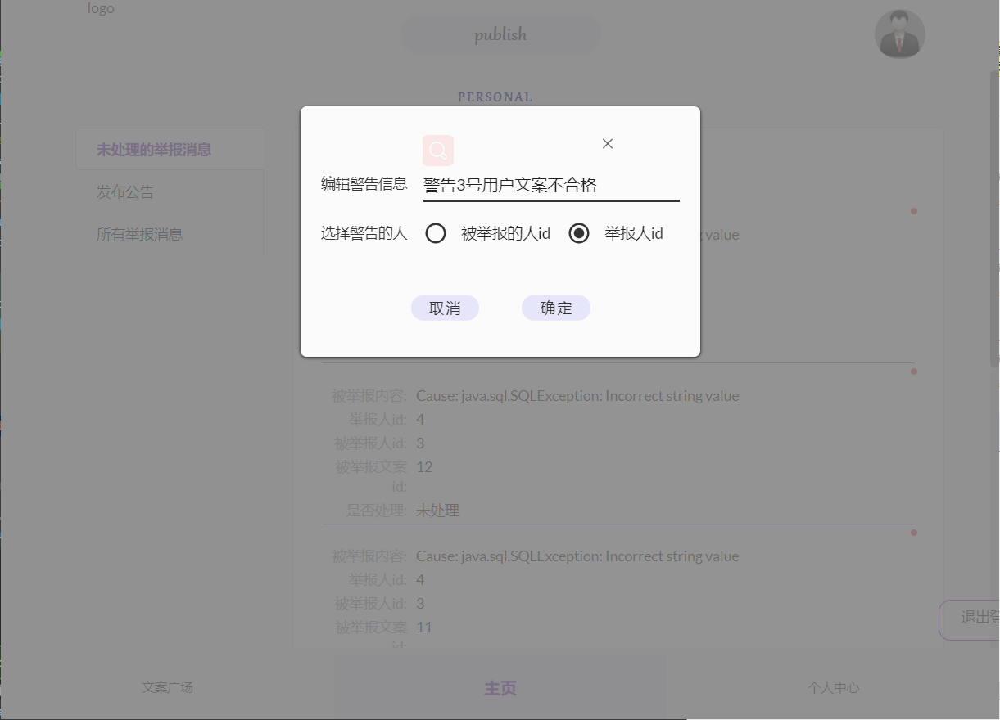 logo
publish
PERSONAL
未处理的举报消息
发布公告
所有举报消息
编辑警告信息 警告3号用户文案不合格
选择警告的人 被举报的人id 举报人id
g value
取消 确定
被举报内容: Cause: java.sql.SQLException: Incorrect string value
举报人id: 4
被举报人id: 3
被举报文案 12
id:
是否处理: 未处理
被举报内容: Cause: java.sql.SQLException: Incorrect string value
举报人id: 4
被举报人id: 3
被举报文案 11
id:
退出登
文案广场 主页 个人中心